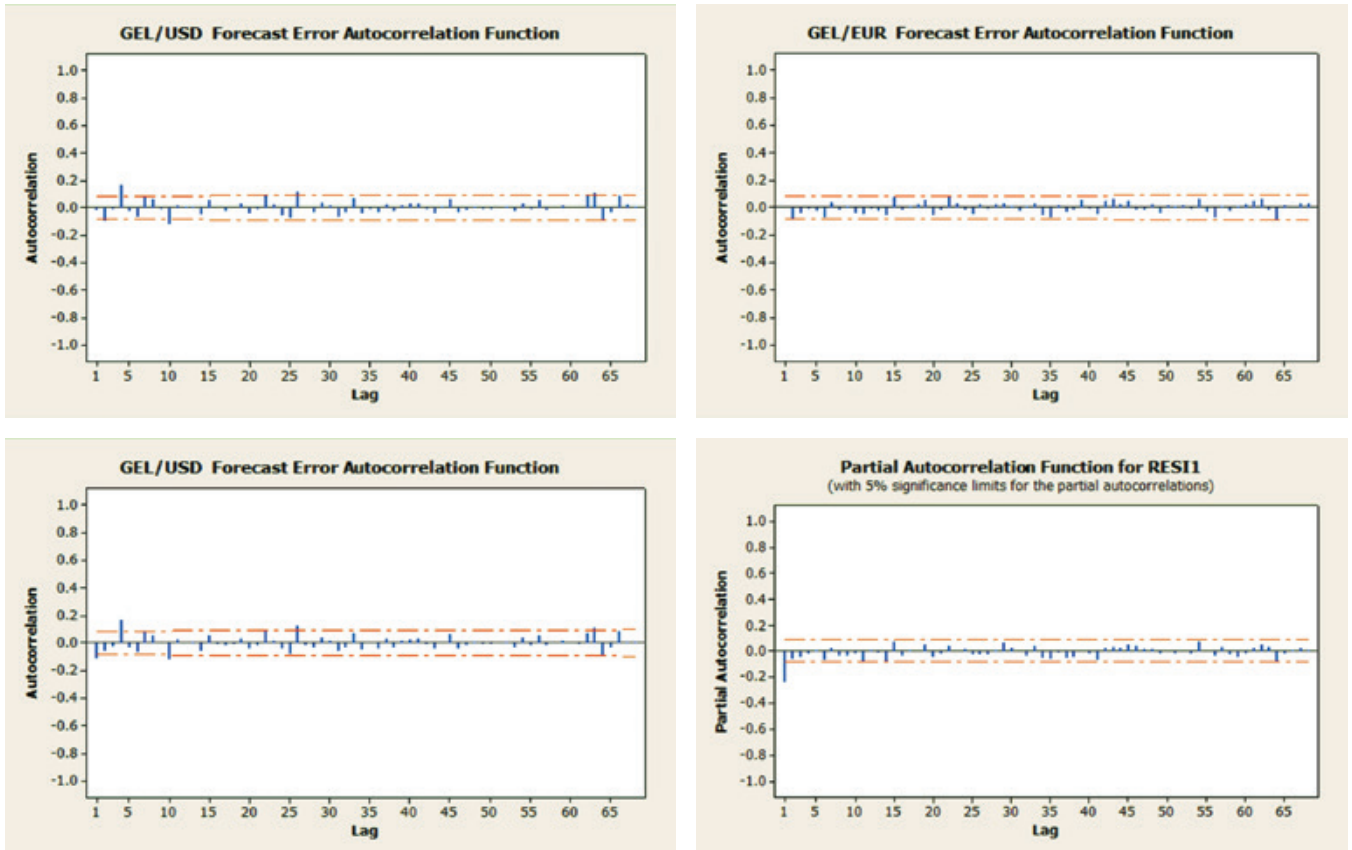 GEL/USD Forecast Error Autocorrelation Function
1.0
0.8
0.6
0.4
0.2
0.0
-0.2
-0.4
-0.6
-0.8
-1.0
Autocorrelation
1 5 10 15 20 25 30 35 40 45 50 55 60 65
Lag
GEL/EUR Forecast Error Autocorrelation Function
1.0
0.8
0.6
0.4
0.2
0.0
-0.2
-0.4
-0.6
-0.8
-1.0
Autocorrelation
1 5 10 15 20 25 30 35 40 45 50 55 60 65
Lag
GEL/USD Forecast Error Autocorrelation Function
1.0
0.8
0.6
0.4
0.2
0.0
-0.2
-0.4
-0.6
-0.8
-1.0
Autocorrelation
1 5 10 15 20 25 30 35 40 45 50 55 60 65
Lag
Partial Autocorrelation Function for RESI1
(with 5% significance limits for the partial autocorrelations)
1.0
0.8
0.6
0.4
0.2
0.0
-0.2
-0.4
-0.6
-0.8
-1.0
Partial Autocorrelation
1 5 10 15 20 25 30 35 40 45 50 55 60 65
Lag